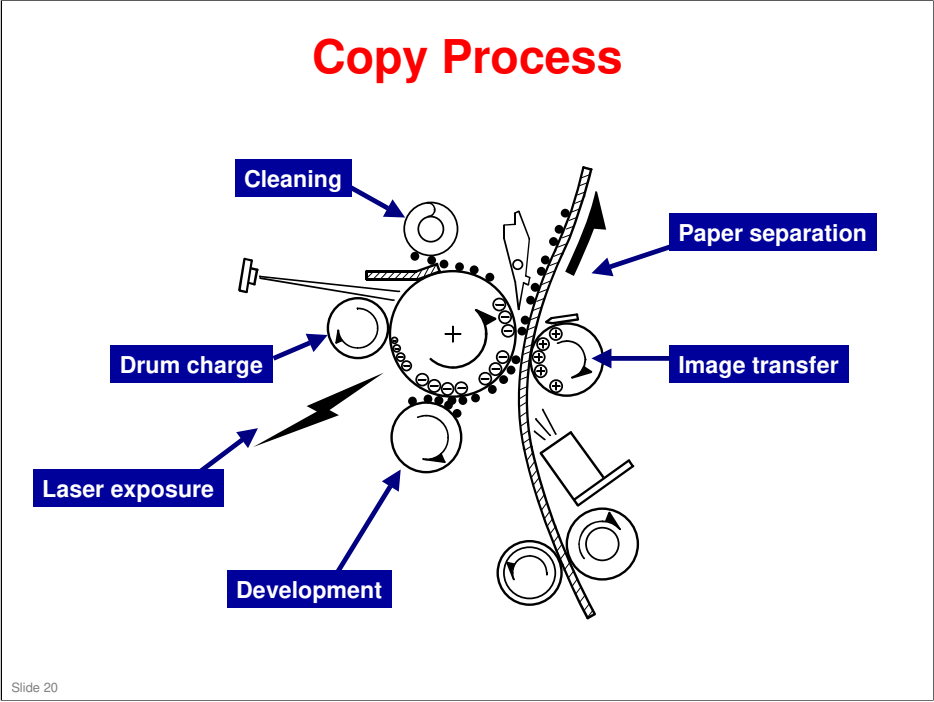 Copy Process
Cleaning
Paper separation
Drum charge
Image transfer
Laser exposure
Development
Slide 20